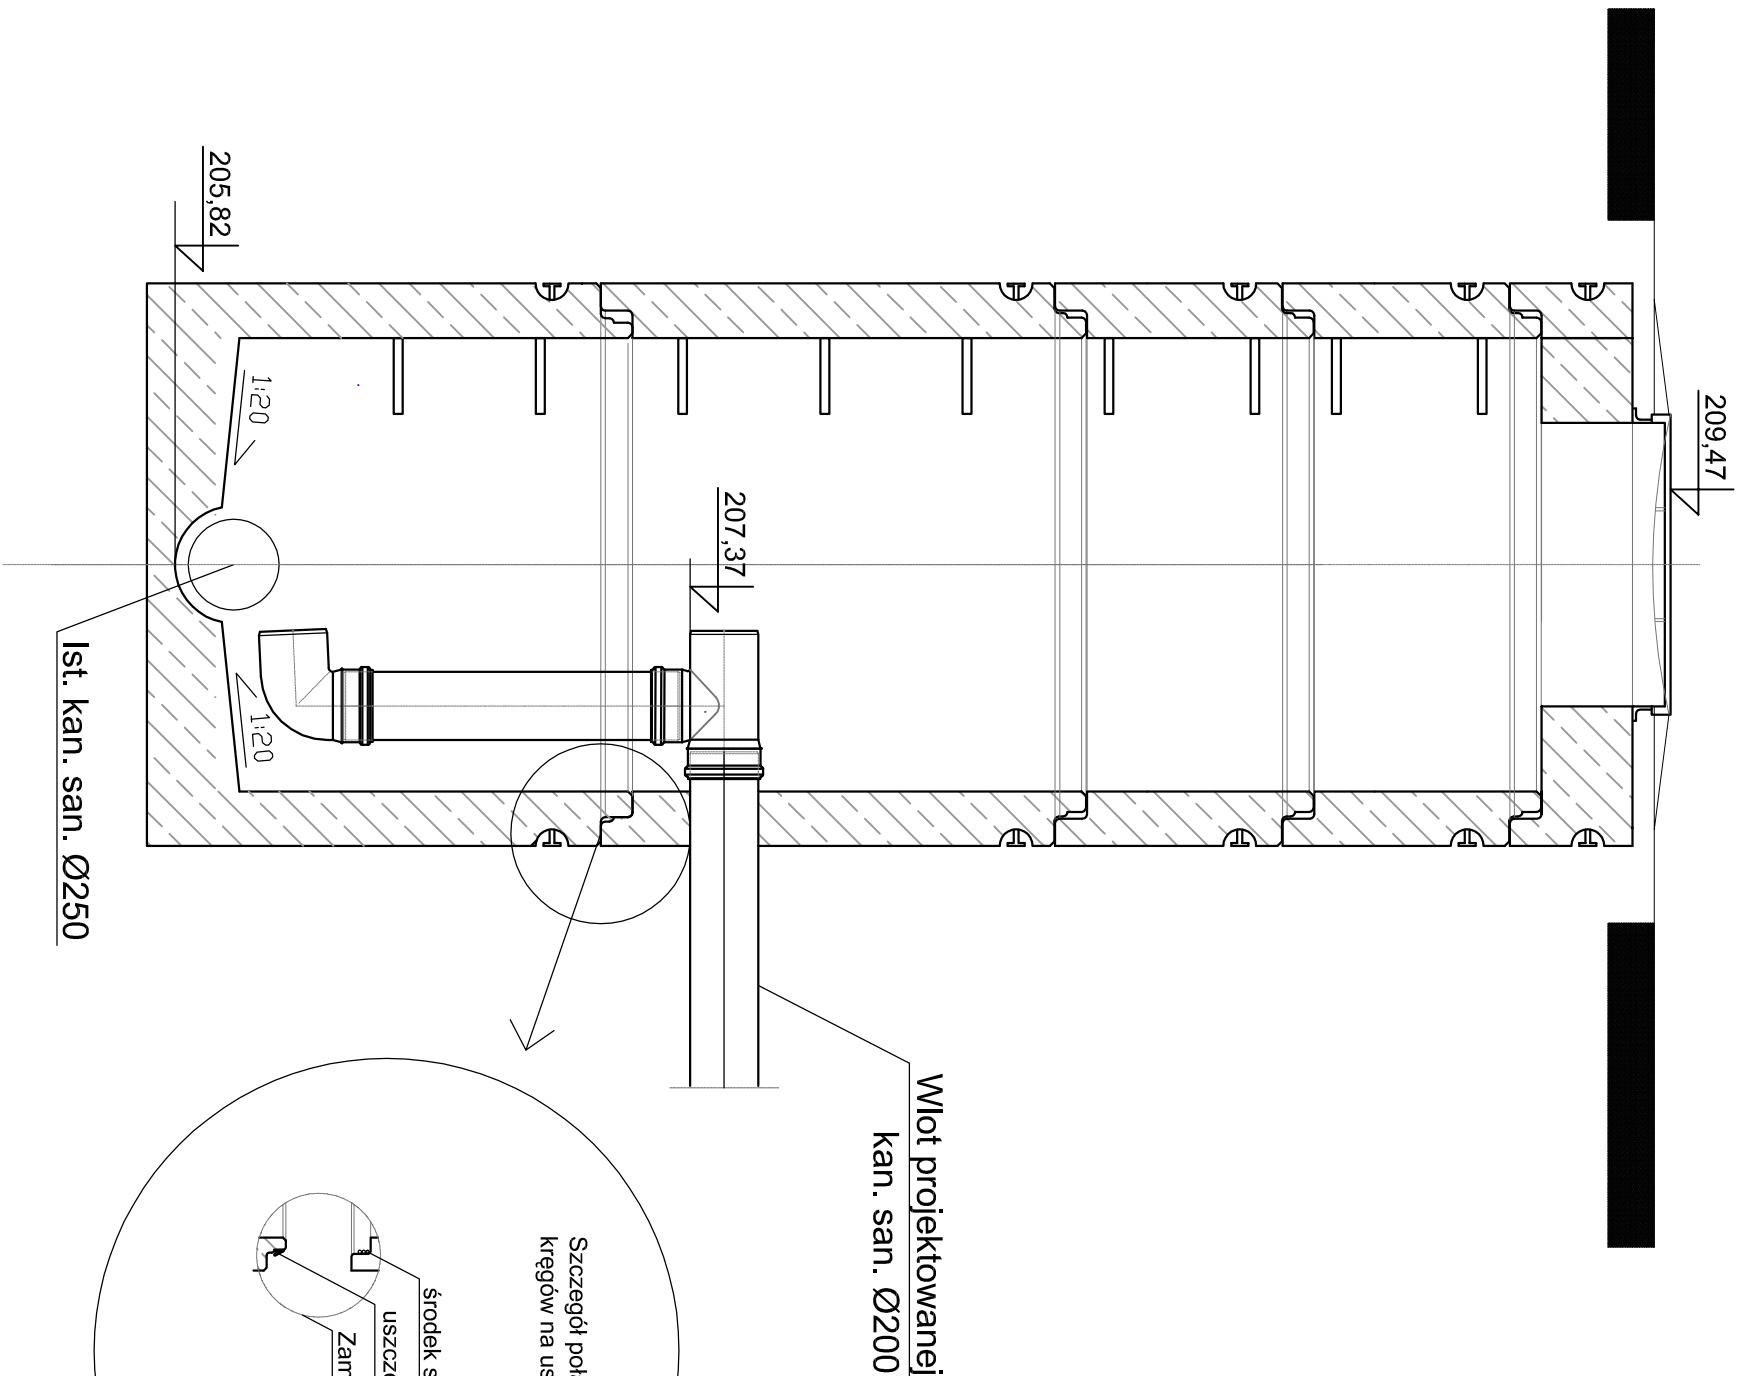 209,47
207,37
205,82
1:20
1:20
Ist. kan. san. Ø250
Wlot projektowanej
kan. san. Ø200
Szczegół poł
kręgów na us
środek s
uszcze
Zam